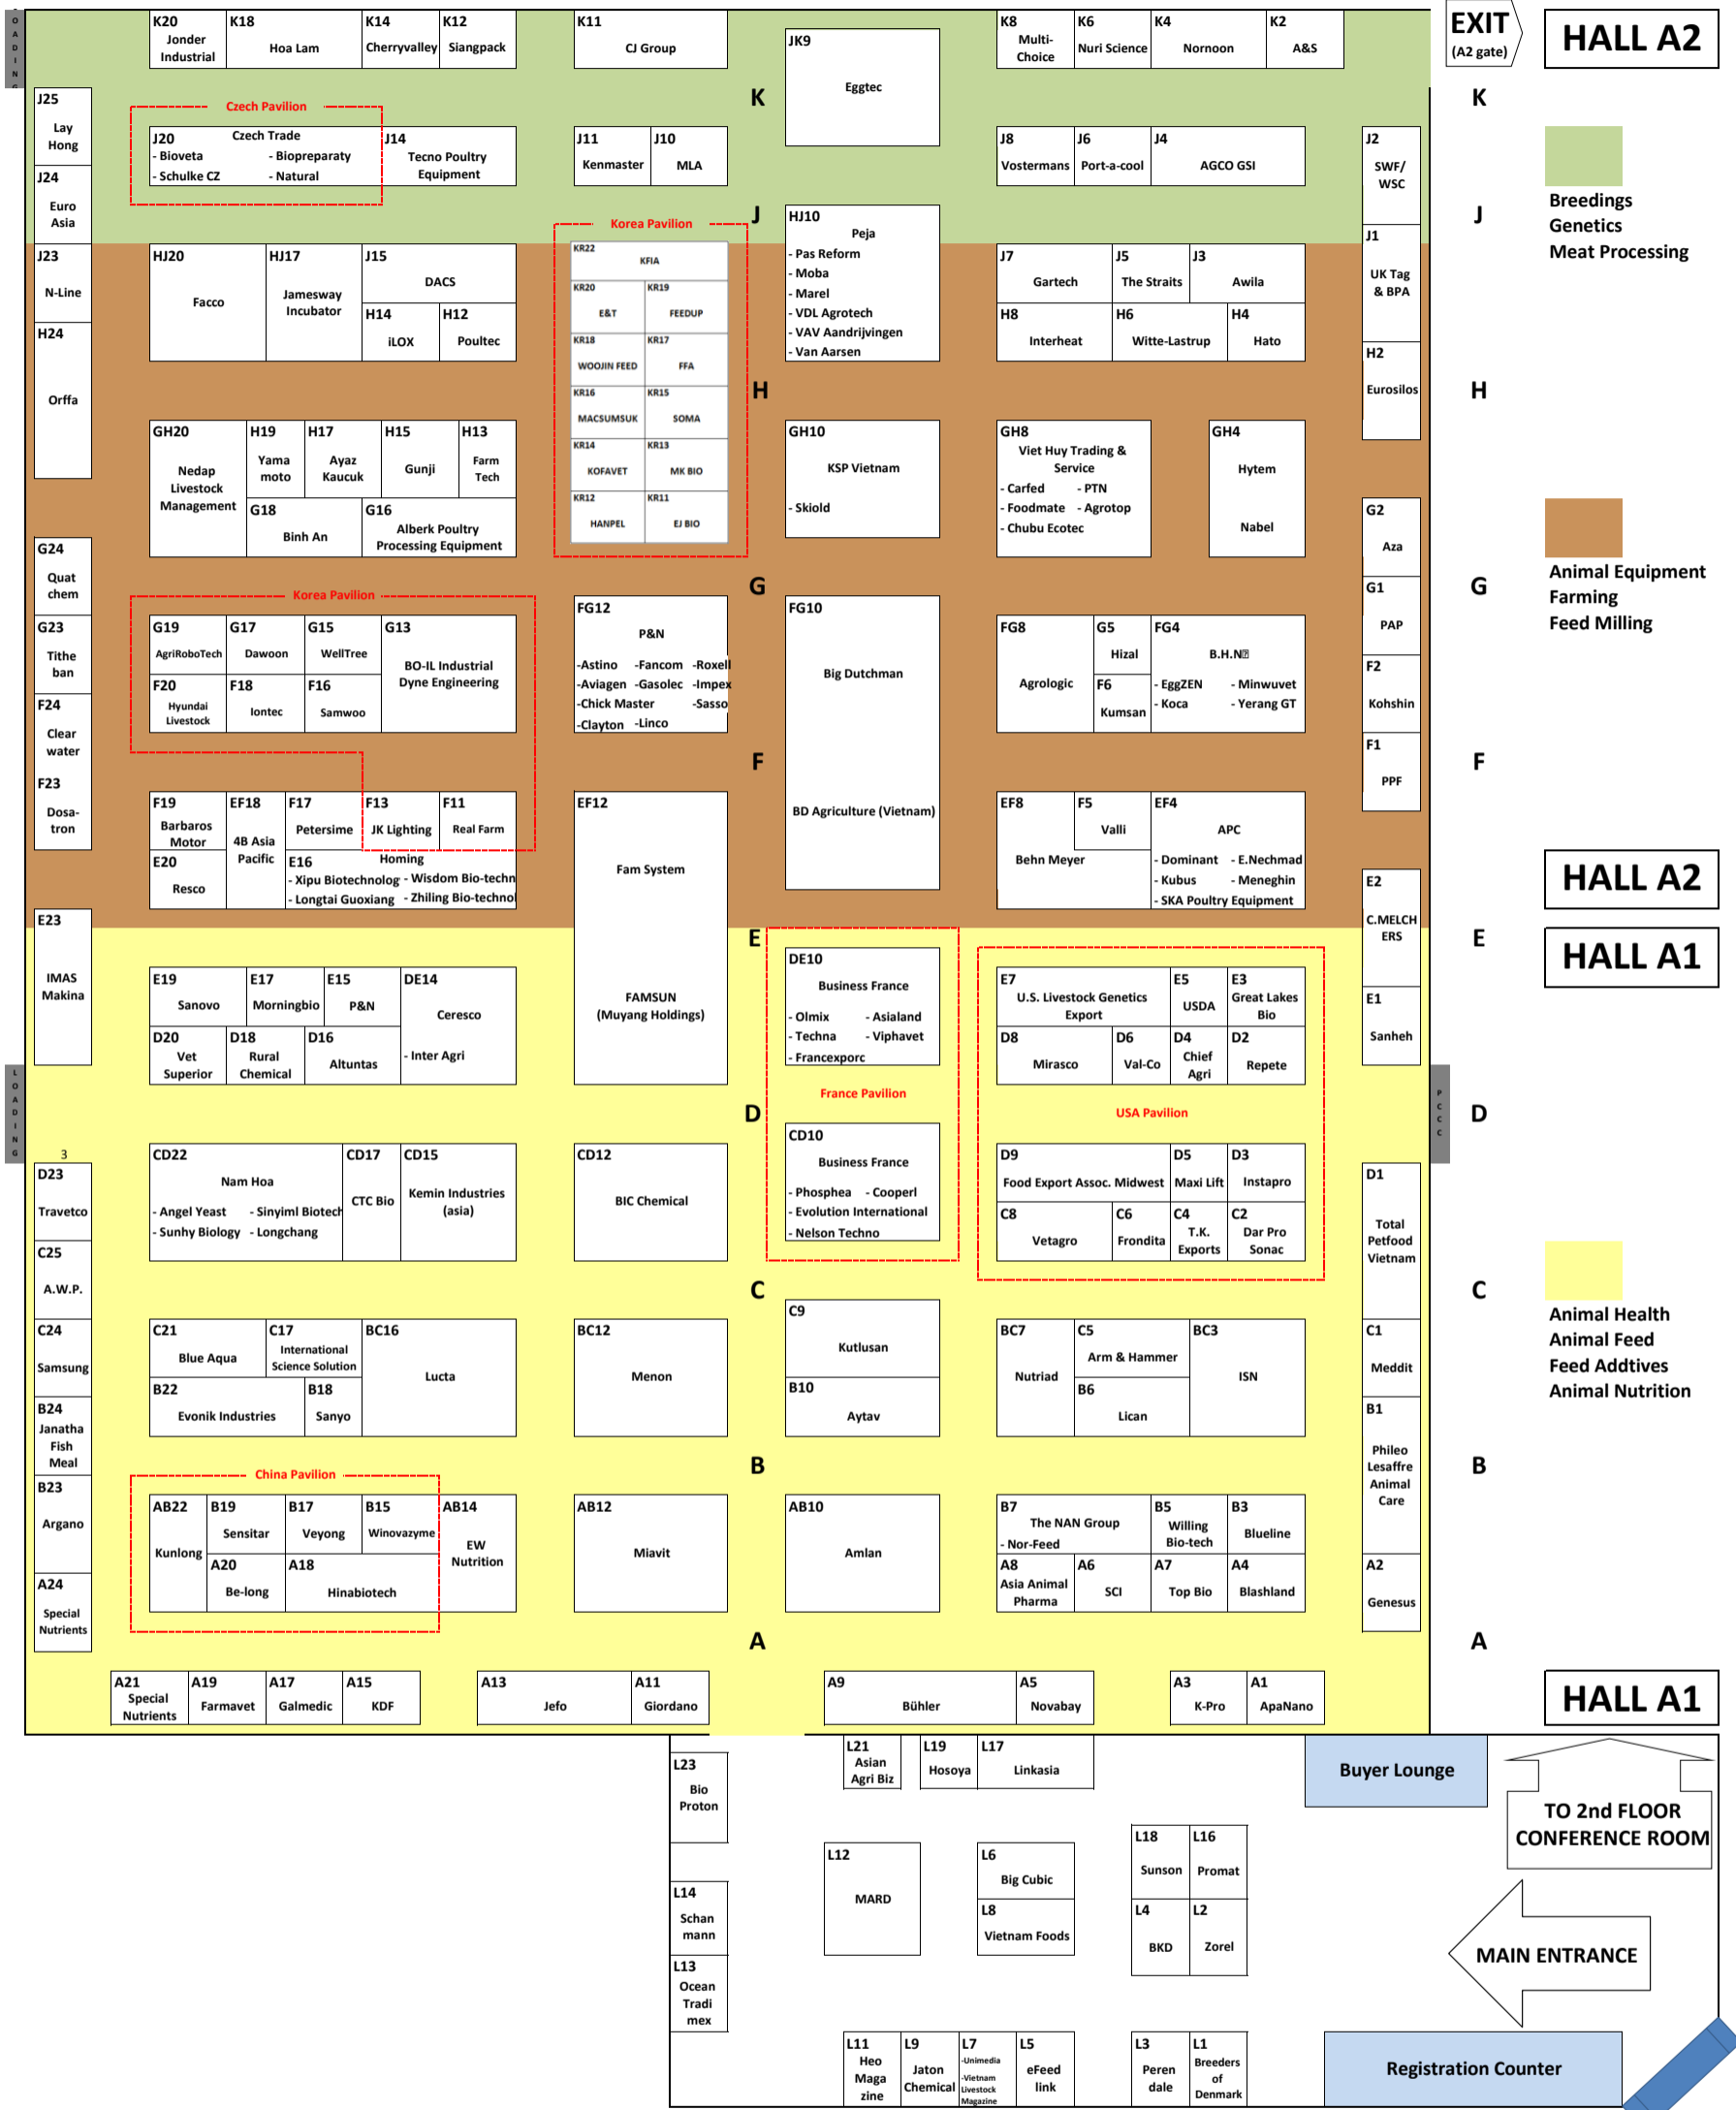 LOADING
K20
Jonder
Industrial
K18
Hoa Lam
K14
Cherryvalley
K12
Siangpack
K11
CJ Group
JK9
Eggtec
K8
Multi-
Choice
K6
Nuri Science
K4
Nornoon
K2
A&S
EXIT
(A2 gate)
HALL A2
K
K
J25
Lay
Hong
J24
Euro
Asia
Czech Pavilion
J20
Czech Trade
- Bioveta
- Biopreparaty
- Schulke CZ
- Natural
J14
Tecno Poultry
Equipment
J11
Kenmaster
J10
MLA
J8
Vostermans
J6
Port-a-cool
J4
AGCO GSI
J2
SWF/
WSC
Breedings
Genetics
Meat Processing
J
J
J23
N-Line
H24
Orffa
HJ20
Facco
HJ17
Jamesway
Incubator
J15
DACS
H14
iLOX
H12
Poultec
Korea Pavilion
KR22
KFIA
KR20
E&T
KR19
FEEDUP
KR18
WOOJIN FEED
KR17
FFA
KR16
MACSUMSUK
KR15
SOMA
KR14
KOFAVET
KR13
MK BIO
KR12
HANPEL
KR11
EJ BIO
HJ10
Peja
- Pas Reform
- Moba
- Marel
- VDL Agrotech
- VAV Aandrijvingen
- Van Aarsen
J7
Gartech
J5
The Straits
J3
Awila
H8
Interheat
H6
Witte-Lastrup
H4
Hato
J1
UK Tag
& BPA
H2
Eurosilos
H
H
GH20
Nedap
Livestock
Management
H19
Yama
moto
H17
Ayaz
Kaucuk
H15
Gunji
H13
Farm
Tech
G18
Binh An
G16
Alberk Poultry
Processing Equipment
GH10
KSP Vietnam
- Skiold
GH8
Viet Huy Trading &
Service
- Carfed
- PTN
- Foodmate
- Agrotop
- Chubu Ecotec
GH4
Hytem
Nabel
G2
Aza
G1
PAP
F2
Kohshin
F1
PPF
Animal Equipment
Farming
Feed Milling
G
G
G24
Quat
chem
G23
Tithe
ban
F24
Clear
water
F23
Dosa-
tron
Korea Pavilion
G19
AgriRoboTech
G17
Dawoon
G15
WellTree
G13
BO-IL Industrial
Dyne Engineering
F20
Hyundai
Livestock
F18
Iontec
F16
Samwoo
FG12
P&N
-Astino -Fancom -Roxell
-Aviagen -Gasolec -Impex
-Chick Master -Sasso
-Clayton -Linco
FG10
Big Dutchman
BD Agriculture (Vietnam)
FG8
Agrologic
G5
Hizal
F6
Kumsan
FG4
B.H.N
- EggZEN
- Minwuvet
- Koca
- Yerang GT
F
F
F19
Barbaros
Motor
EF18
4B Asia
Pacific
F17
Petersime
F13
JK Lighting
F11
Real Farm
E20
Resco
E16
Homing
- Xipu Biotechnolog
- Wisdom Bio-techn
- Longtai Guoxiang
- Zhiling Bio-technol
EF12
Fam System
FAMSUN
(Muyang Holdings)
EF8
Behn Meyer
F5
Valli
EF4
APC
- Dominant
- E.Nechmad
- Kubus
- Meneghin
- SKA Poultry Equipment
E2
C.MELCH
ERS
E1
Sanheh
HALL A2
HALL A1
E
E
E23
IMAS
Makina
E19
Sanovo
E17
Morningbio
E15
P&N
DE14
Ceresco
- Inter Agri
D20
Vet
Superior
D18
Rural
Chemical
D16
Altuntas
DE10
Business France
- Olmix
- Asialand
- Techna
- Viphavet
- Francexporc
France Pavilion
E7
U.S. Livestock Genetics
Export
E5
USDA
E3
Great Lakes
Bio
D8
Mirasco
D6
Val-Co
D4
Chief
Agri
D2
Repete
USA Pavilion
LOADING
PCCC
D
D
3
D23
Travetco
C25
A.W.P.
C24
Samsung
B24
Janatha
Fish
Meal
B23
Argano
A24
Special
Nutrients
CD22
Nam Hoa
- Angel Yeast
- Sinyiml Biotech
- Sunhy Biology
- Longchang
CD17
CTC Bio
CD15
Kemin Industries
(asia)
CD12
BIC Chemical
CD10
Business France
- Phosphea
- Cooperl
- Evolution International
- Nelson Techno
D9
Food Export Assoc. Midwest
D5
Maxi Lift
D3
Instapro
C8
Vetagro
C6
Frondita
C4
T.K.
Exports
C2
Dar Pro
Sonac
D1
Total
Petfood
Vietnam
C1
Meddit
B1
Phileo
Lesaffre
Animal
Care
A2
Genesus
C
C
Animal Health
Animal Feed
Feed Addtives
Animal Nutrition
C21
Blue Aqua
C17
International
Science Solution
BC16
Lucta
B22
Evonik Industries
B18
Sanyo
BC12
Menon
C9
Kutlusan
B10
Aytav
BC7
Nutriad
C5
Arm & Hammer
B6
Lican
BC3
ISN
B
B
China Pavilion
AB22
Kunlong
B19
Sensitar
B17
Veyong
B15
Winovazyme
AB14
EW
Nutrition
A20
Be-long
A18
Hinabiotech
AB12
Miavit
AB10
Amlan
B7
The NAN Group
- Nor-Feed
B5
Willing
Bio-tech
B3
Blueline
A8
Asia Animal
Pharma
A6
SCI
A7
Top Bio
A4
Blashland
A
A
A21
Special
Nutrients
A19
Farmavet
A17
Galmedic
A15
KDF
A13
Jefo
A11
Giordano
A9
Bühler
A5
Novabay
A3
K-Pro
A1
ApaNano
HALL A1
L23
Bio
Proton
L21
Asian
Agri Biz
L19
Hosoya
L17
Linkasia
Buyer Lounge
TO 2nd FLOOR
CONFERENCE ROOM
L12
MARD
L6
Big Cubic
L8
Vietnam Foods
L18
Sunson
L16
Promat
L4
BKD
L2
Zorel
L14
Schan
mann
L13
Ocean
Tradi
mex
MAIN ENTRANCE
L11
Heo
Maga
zine
L9
Jaton
Chemical
L7
-Unimedia
-Vietnam
Livestock
Magazine
L5
eFeed
link
L3
Peren
dale
L1
Breeders
of
Denmark
Registration Counter